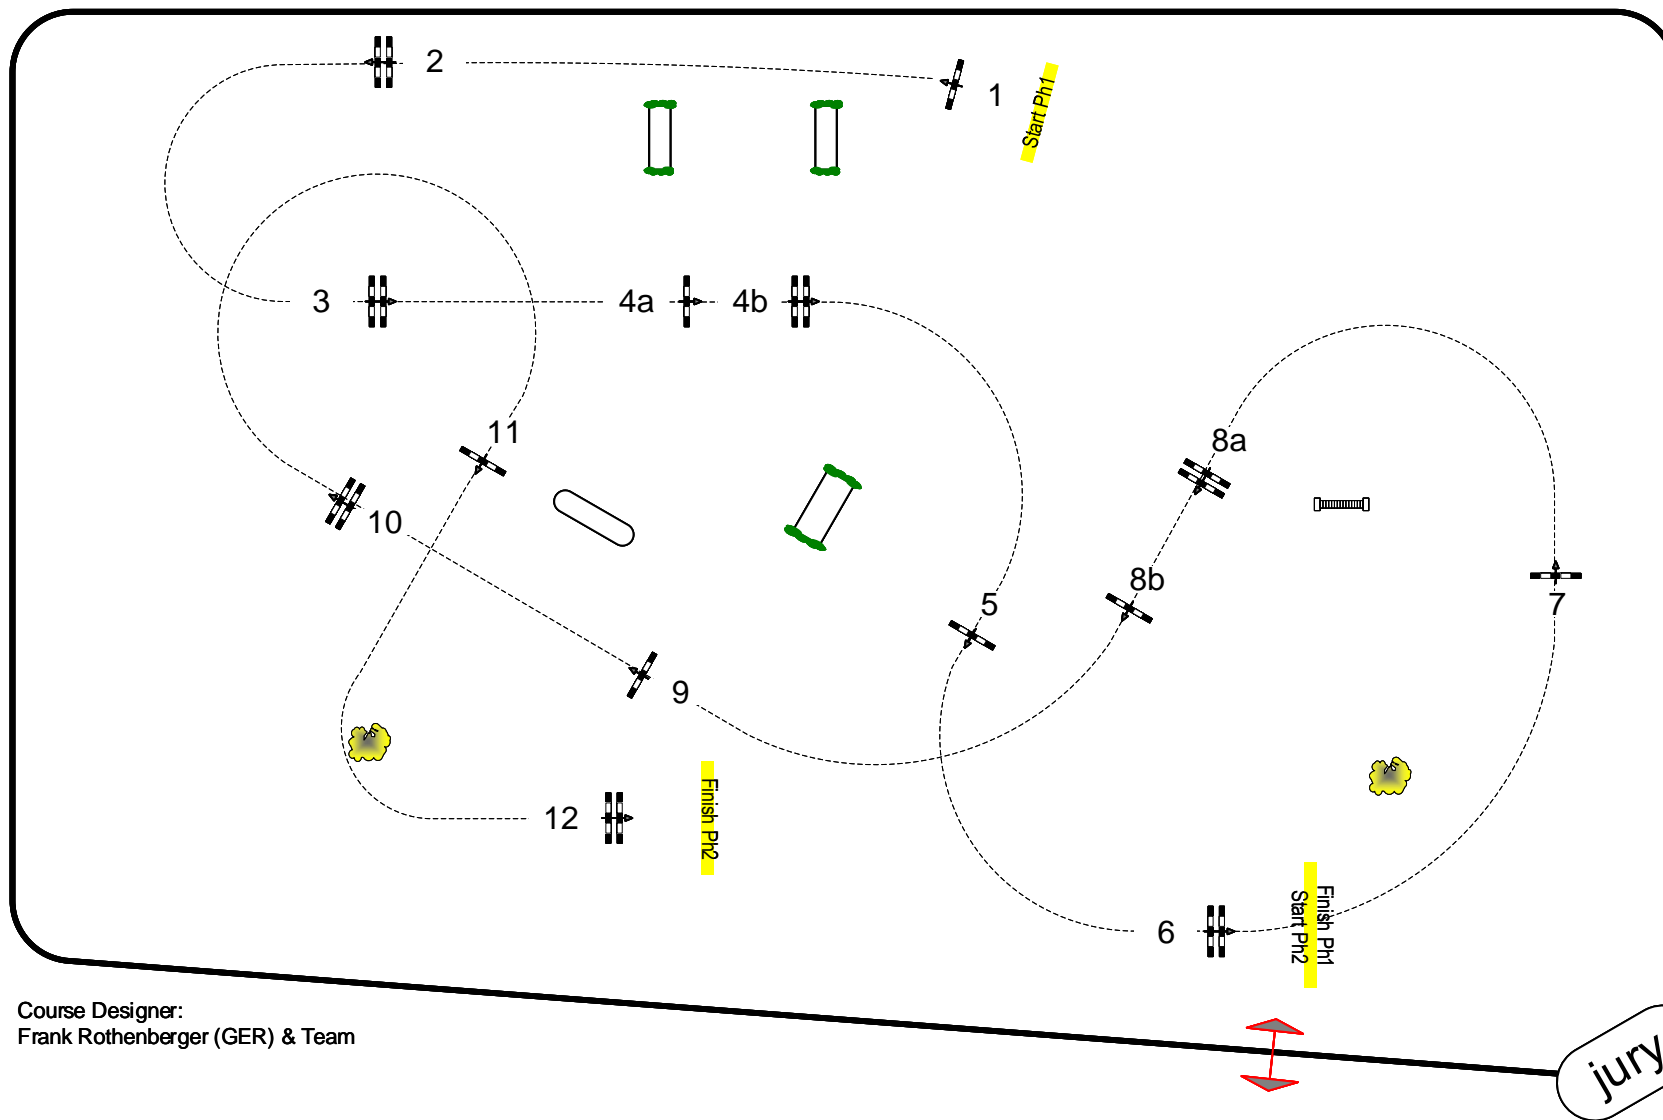 2
1
Start Ph1
3
4a
4b
11
8a
10
8b
5
7
9
12
Finish Ph2
6
Finish Ph1
Start Ph2
Course Designer:
Frank Rothenberger (GER) & Team
jury